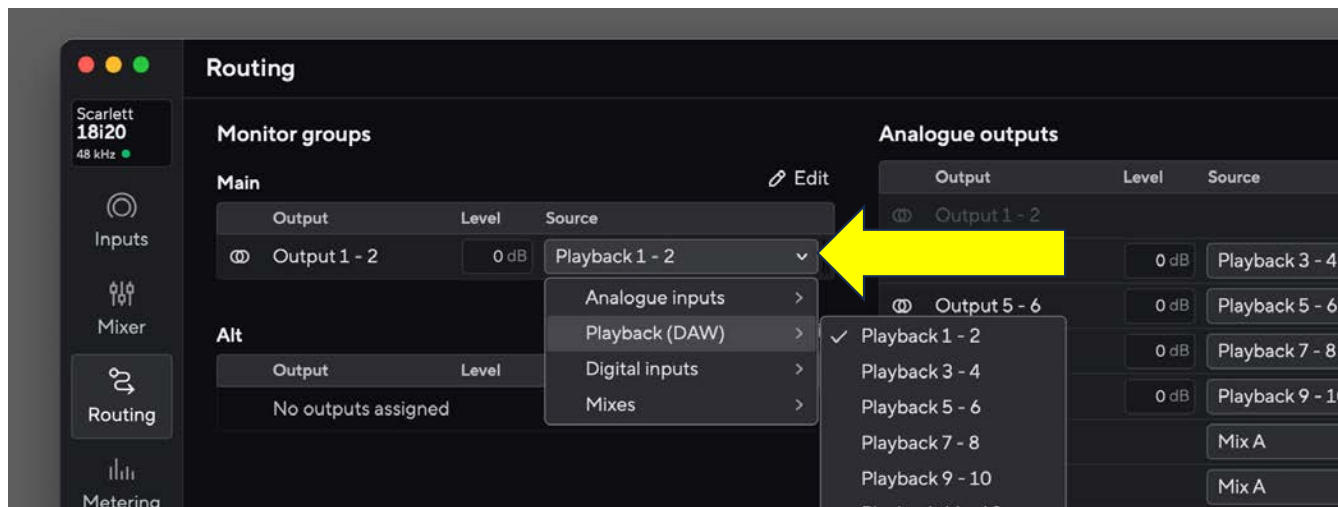 Routing
Scarlett
18i20
48 kHz
Inputs
Mixer
Routing
Metering
Monitor groups
Main
Edit
Output Level Source
Output 1 - 2 0 dB Playback 1 - 2
Analogue inputs
Playback (DAW)
Digital inputs
Mixes
Playback 1 - 2
Playback 3 - 4
Playback 5 - 6
Playback 7 - 8
Playback 9 - 10
Alt
Output Level
No outputs assigned
Analogue outputs
Output Level Source
Output 1 - 2
0 dB Playback 3 - 4
Output 5 - 6 0 dB Playback 5 - 6
0 dB Playback 7 - 8
0 dB Playback 9 - 1
Mix A
Mix A